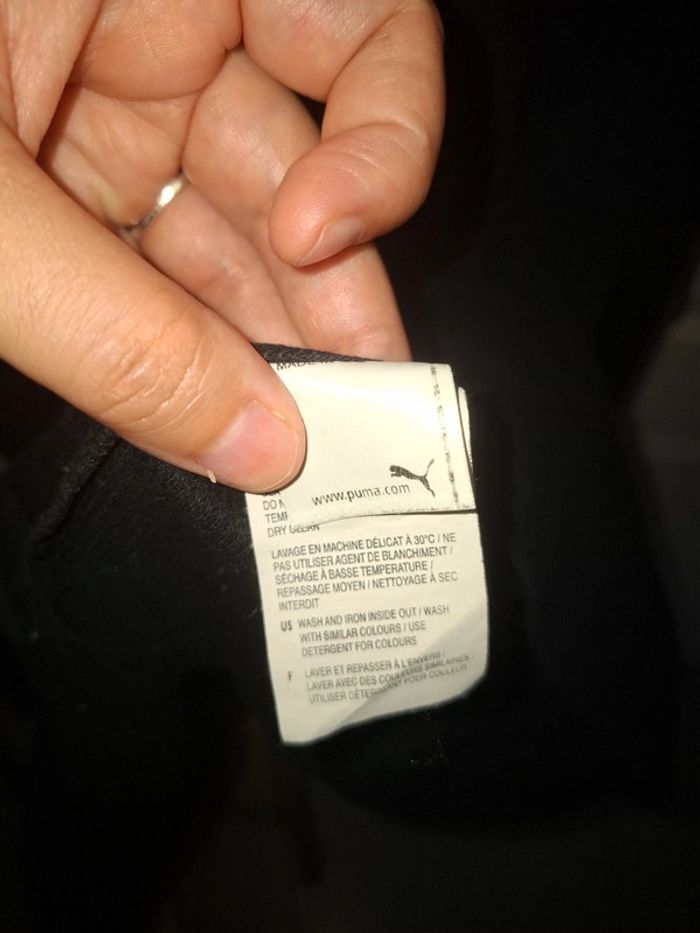 MADE
www.puma.com
DO
TEM
DRY CLEAN
LAVAGE EN MACHINE DÉLICAT À 30°C / NE
PAS UTILISER AGENT DE BLANCHIMENT /
SÉCHAGE À BASSE TEMPÉRATURE /
REPASSAGE MOYEN / NETTOYAGE À SEC
INTERDIT
US WASH AND IRON INSIDE OUT / WASH
WITH SIMILAR COLOURS / USE
DETERGENT FOR COLOURS
F LAVER ET REPASSER À L'ENVERS /
LAVER AVEC DES COULEURS SIMILAIRES
UTILISER DÉTERGENT POUR COULEUR